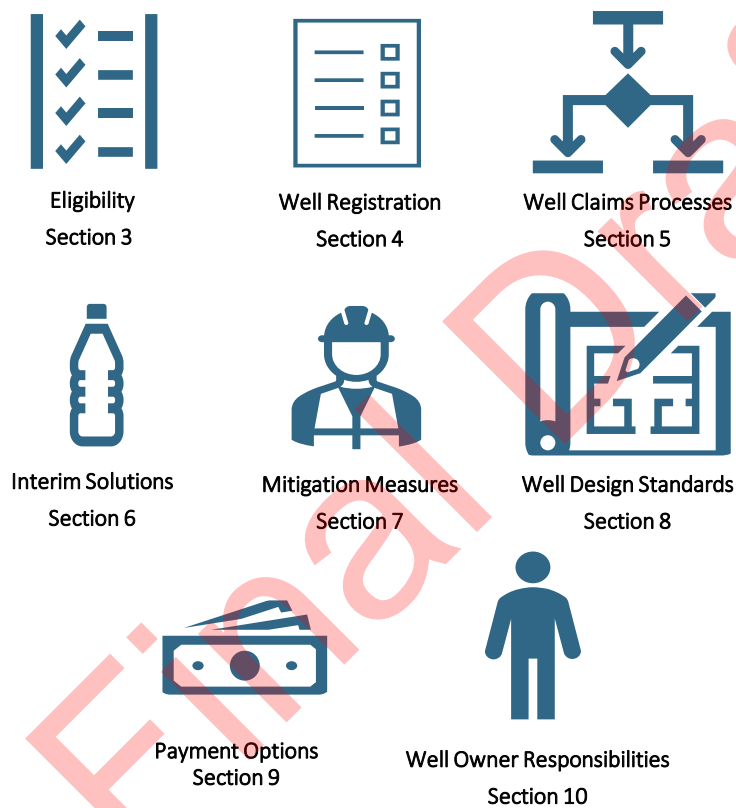 Eligibility
Section 3
Well Registration
Section 4
Well Claims Processes
Section 5
Interim Solutions
Section 6
Mitigation Measures
Section 7
Well Design Standards
Section 8
Payment Options
Section 9
Well Owner Responsibilities
Section 10
Final Dra